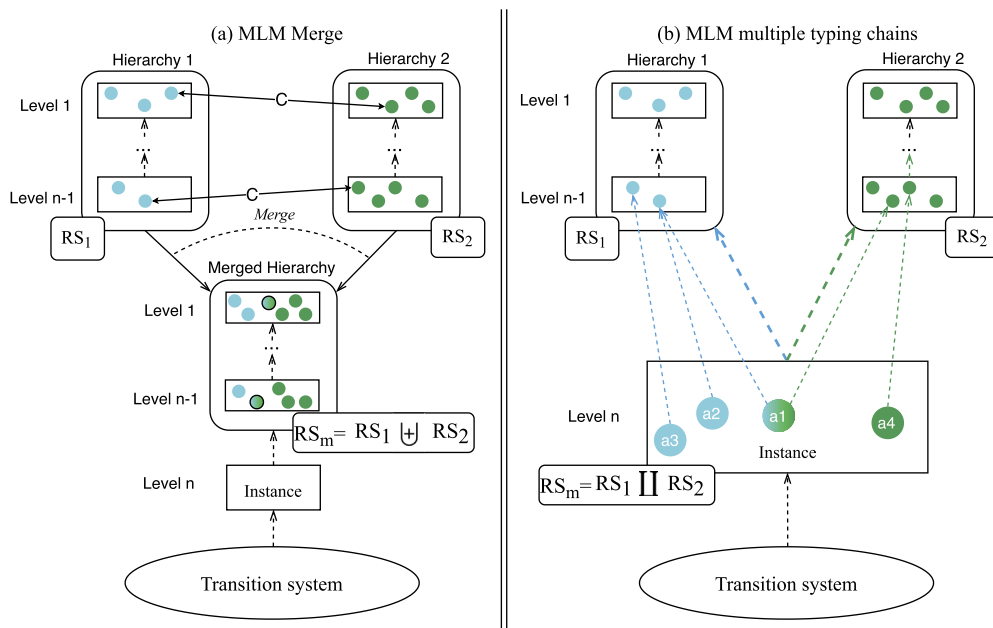 (a) MLM Merge
Hierarchy 1
Hierarchy 2
Level 1
C
...
...
Level n-1
C
RS1
Merge
RS2
Merged Hierarchy
Level 1
...
Level n-1
RSm= RS1 ⨄ RS2
Level n
Instance
Transition system
(b) MLM multiple typing chains
Hierarchy 1
Hierarchy 2
Level 1
...
...
Level n-1
RS1
RS2
Level n
a3
a2
a1
a4
Instance
RSm= RS1 ∐ RS2
Transition system